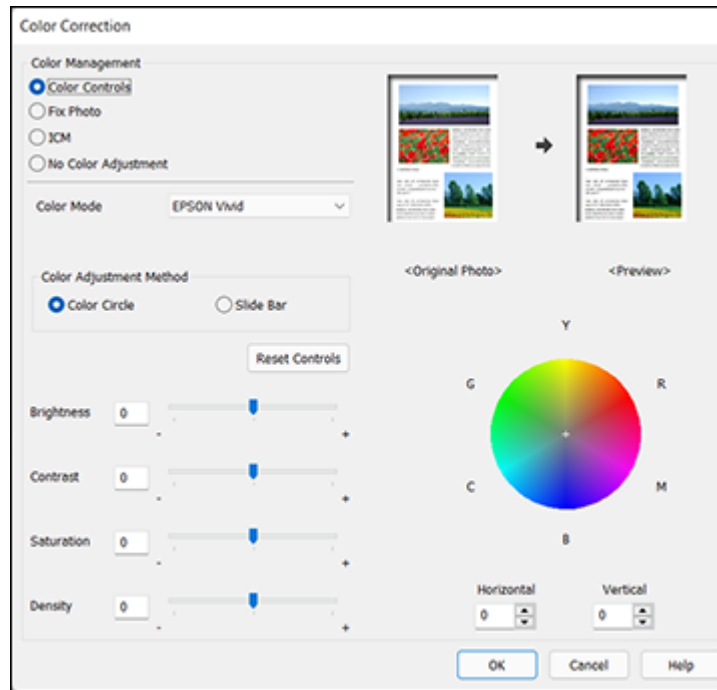 Color Correction
Color Management
Color Controls
Fix Photo
ICM
No Color Adjustment
Color Mode
EPSON Vivid
<Original Photo>
<Preview>
Color Adjustment Method
Color Circle
Slide Bar
Reset Controls
Brightness
0
-
+
Contrast
0
-
+
Saturation
0
-
+
Density
0
-
+
Y
G
R
C
M
B
Horizontal
Vertical
0
0
OK
Cancel
Help